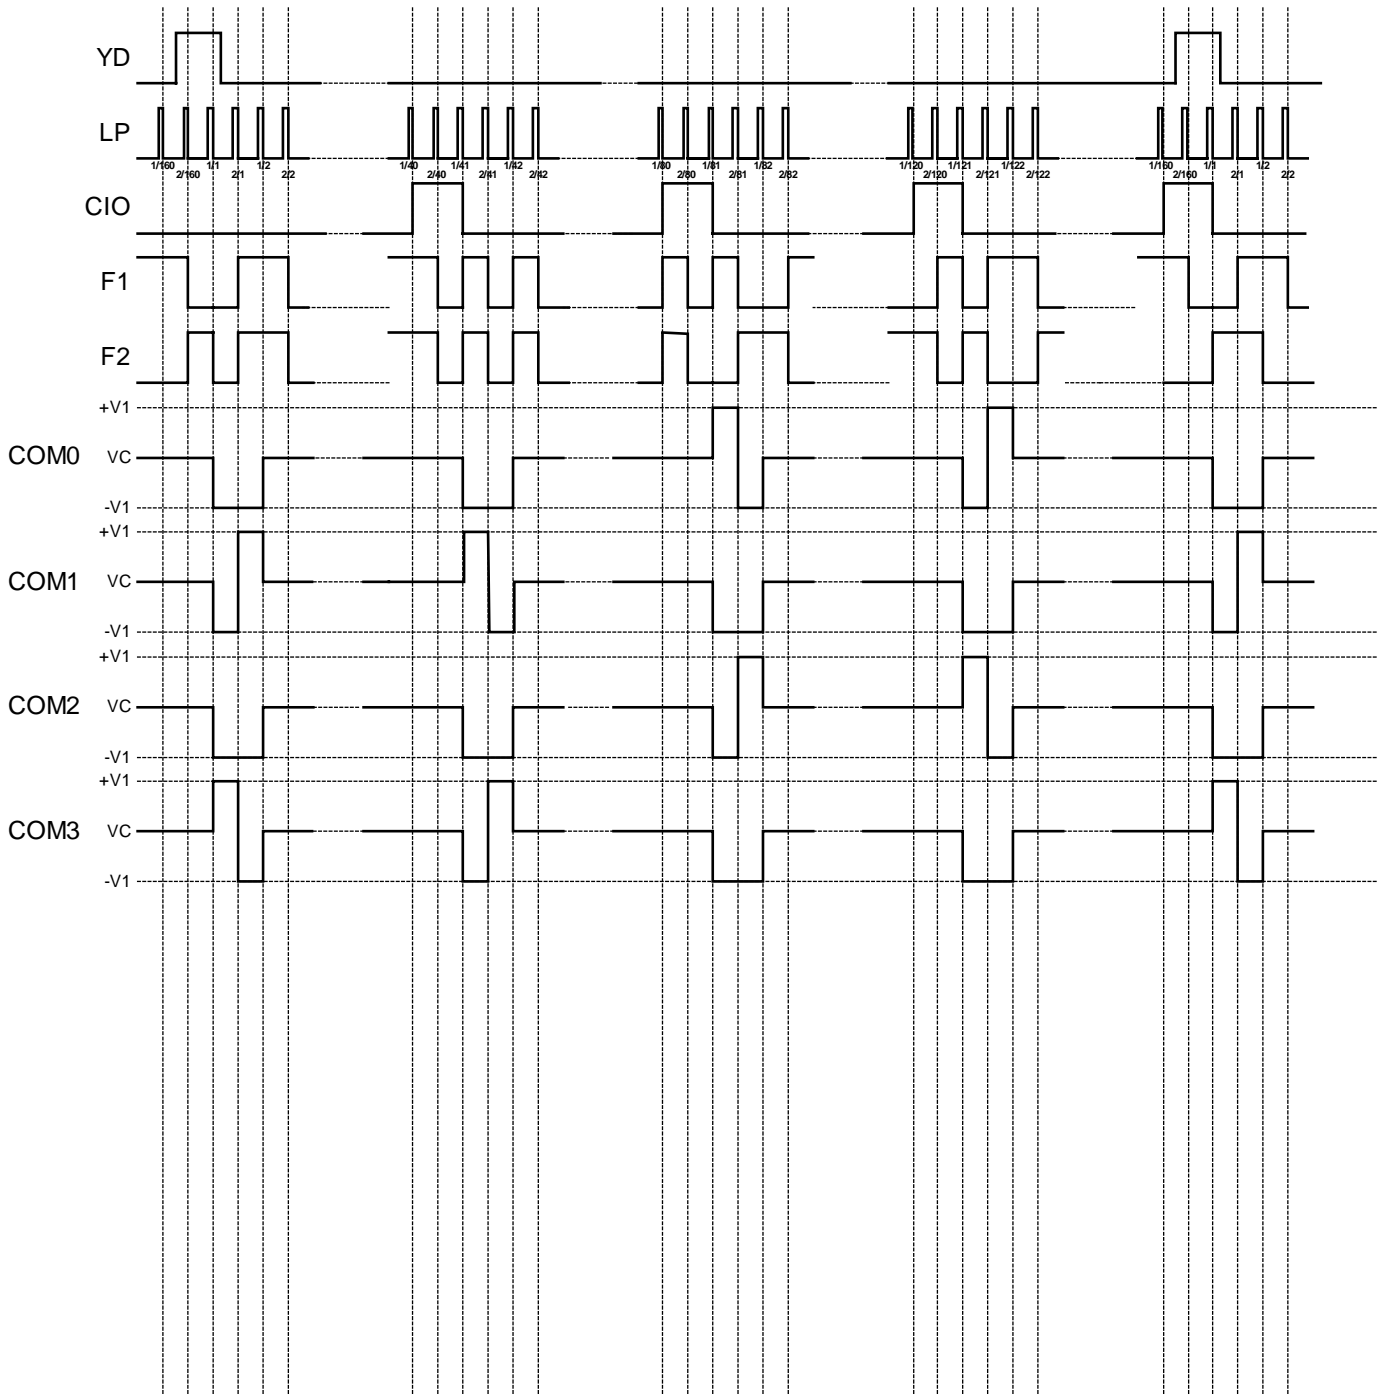 YD
LP
1/160 1/1 1/2 1/40 1/41 1/42 1/80 1/81 1/82 1/120 1/121 1/122 1/160 1/1 1/2
2/160 2/1 2/2 2/40 2/41 2/42 2/80 2/81 2/82 2/120 2/121 2/122 2/160 2/1 2/2
CIO
F1
F2
+V1
COM0 VC
-V1
+V1
COM1 VC
-V1
+V1
COM2 VC
-V1
+V1
COM3 VC
-V1